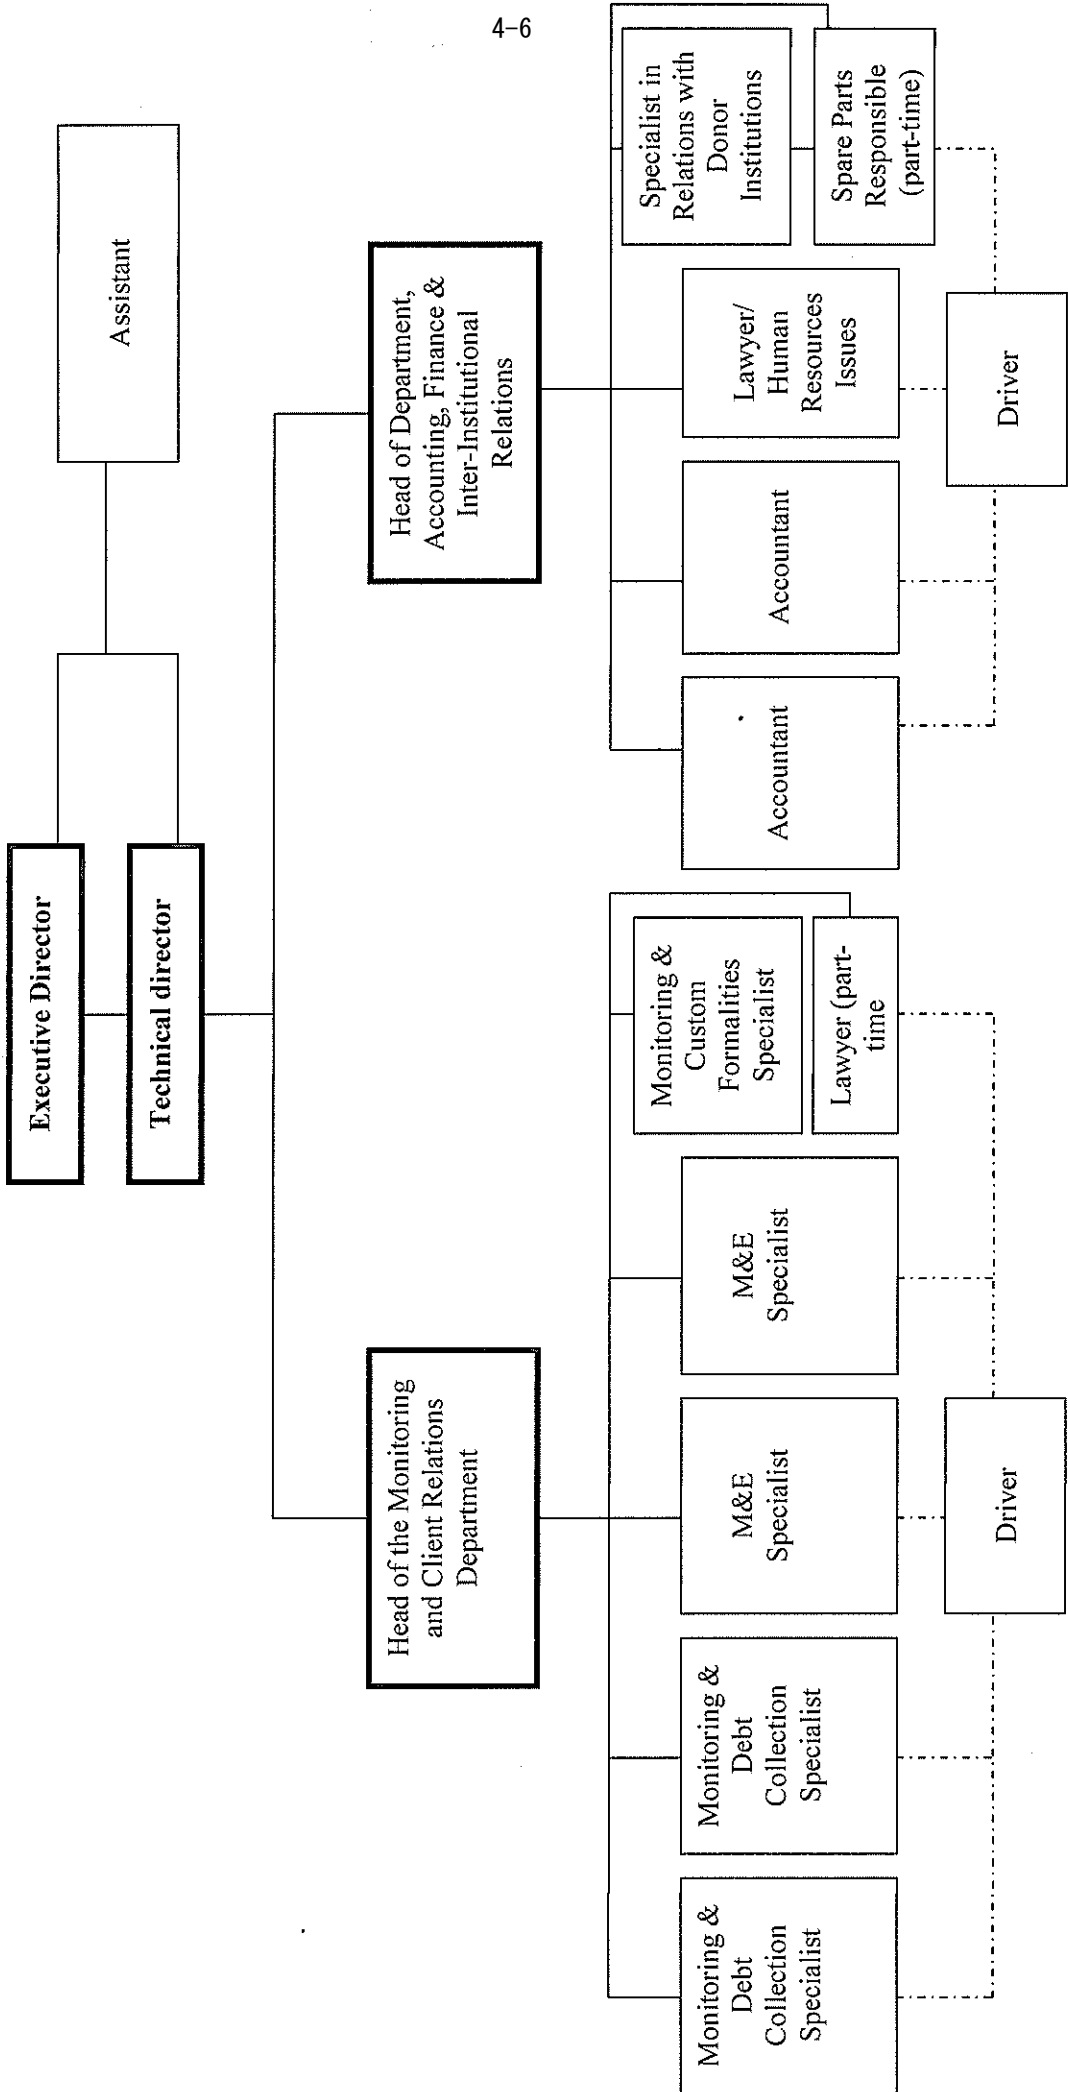 4-6
Executive Director
Technical director
Assistant
Head of the Monitoring
and Client Relations
Department
Head of Department,
Accounting, Finance &
Inter-Institutional
Relations
Monitoring &
Debt
Collection
Specialist
Monitoring &
Debt
Collection
Specialist
M&E
Specialist
M&E
Specialist
Monitoring &
Custom
Formalities
Specialist
Lawyer (part-
time
Accountant
Accountant
Lawyer/
Human
Resources
Issues
Specialist in
Relations with
Donor
Institutions
Spare Parts
Responsible
(part-time)
Driver
Driver